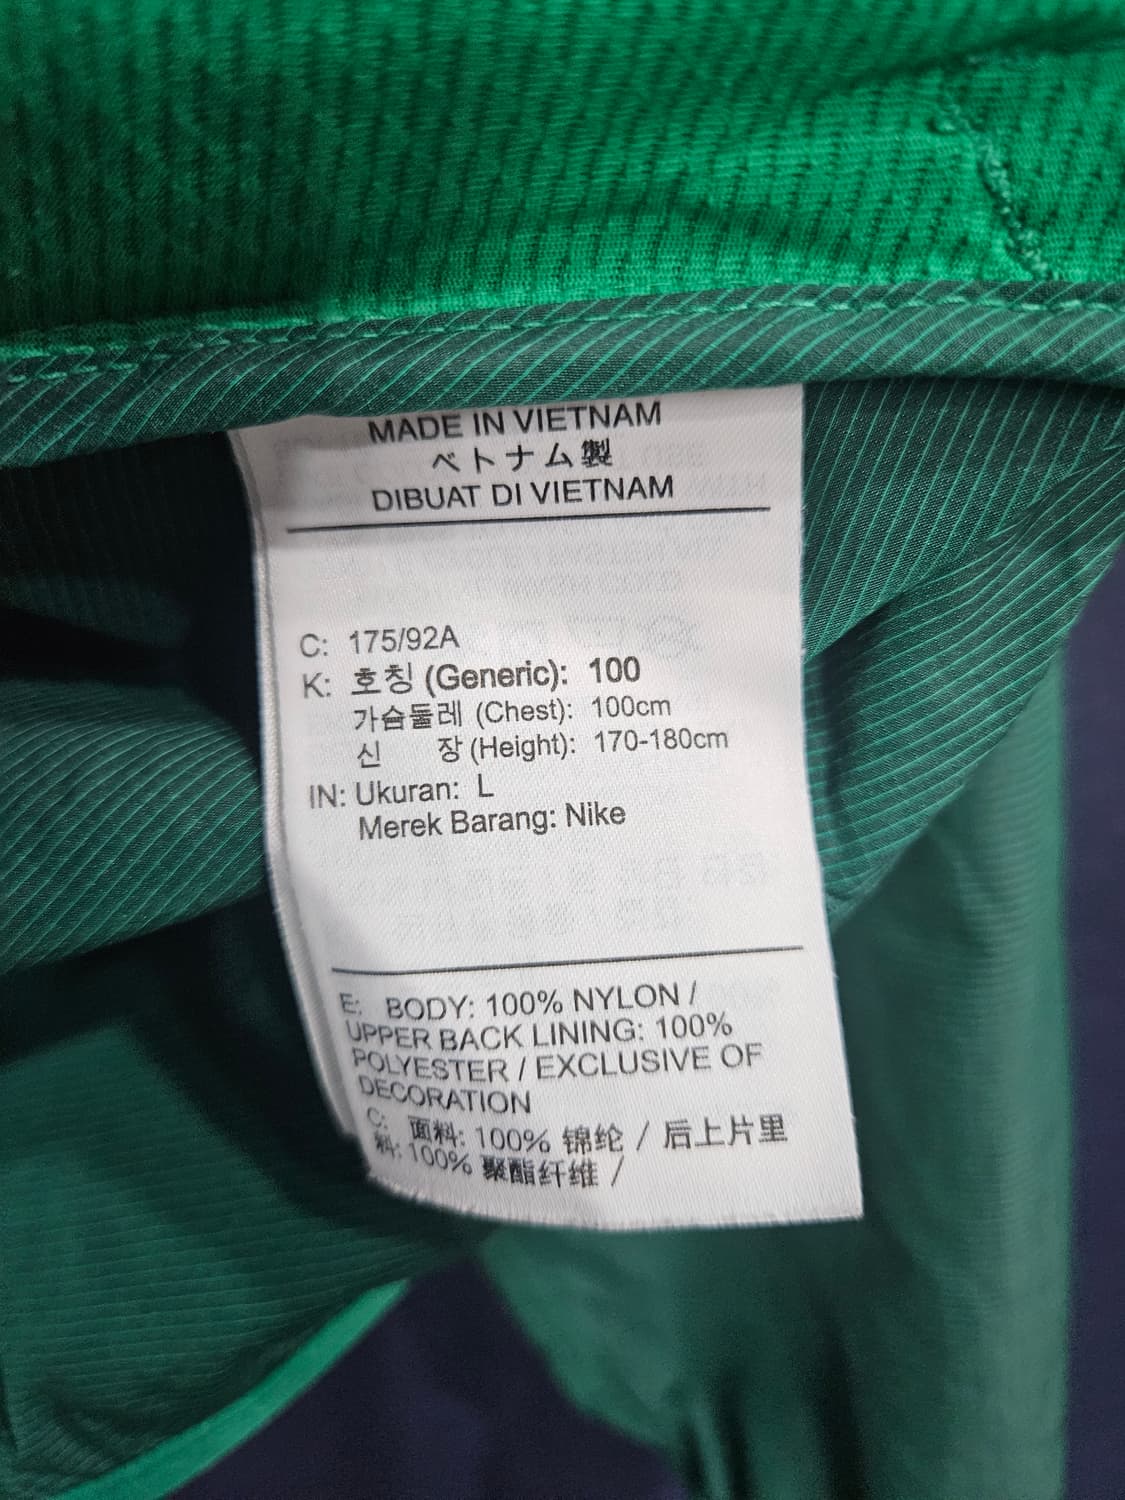 MADE IN VIETNAM
ベトナム製
DIBUAT DI VIETNAM
C: 175/92A
K: 호칭 (Generic): 100
가슴둘레 (Chest): 100cm
신 장 (Height): 170-180cm
IN: Ukuran: L
Merek Barang: Nike
E: BODY: 100% NYLON /
UPPER BACK LINING: 100%
POLYESTER / EXCLUSIVE OF
DECORATION
C: 面料: 100% 锦纶 / 后上片里
料: 100% 聚酯纤维 /